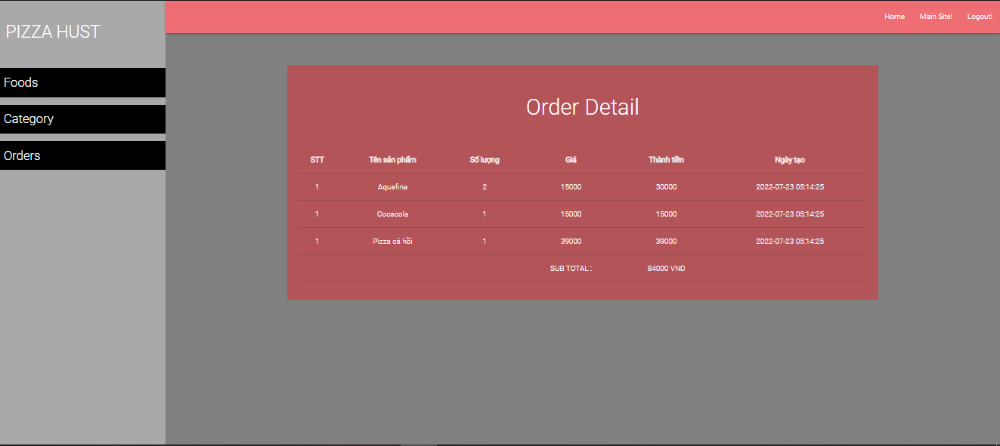 PIZZA HUST
Home Main Site! Logout!
Foods
Category
Orders
Order Detail
STT Tên sản phẩm Số lượng Giá Thành tiền Ngày tạo
1 Aquafina 2 15000 30000 2022-07-23 05:14:25
1 Cocacola 1 15000 15000 2022-07-23 05:14:25
1 Pizza cá hồi 1 39000 39000 2022-07-23 05:14:25
SUB TOTAL : 84000 VND